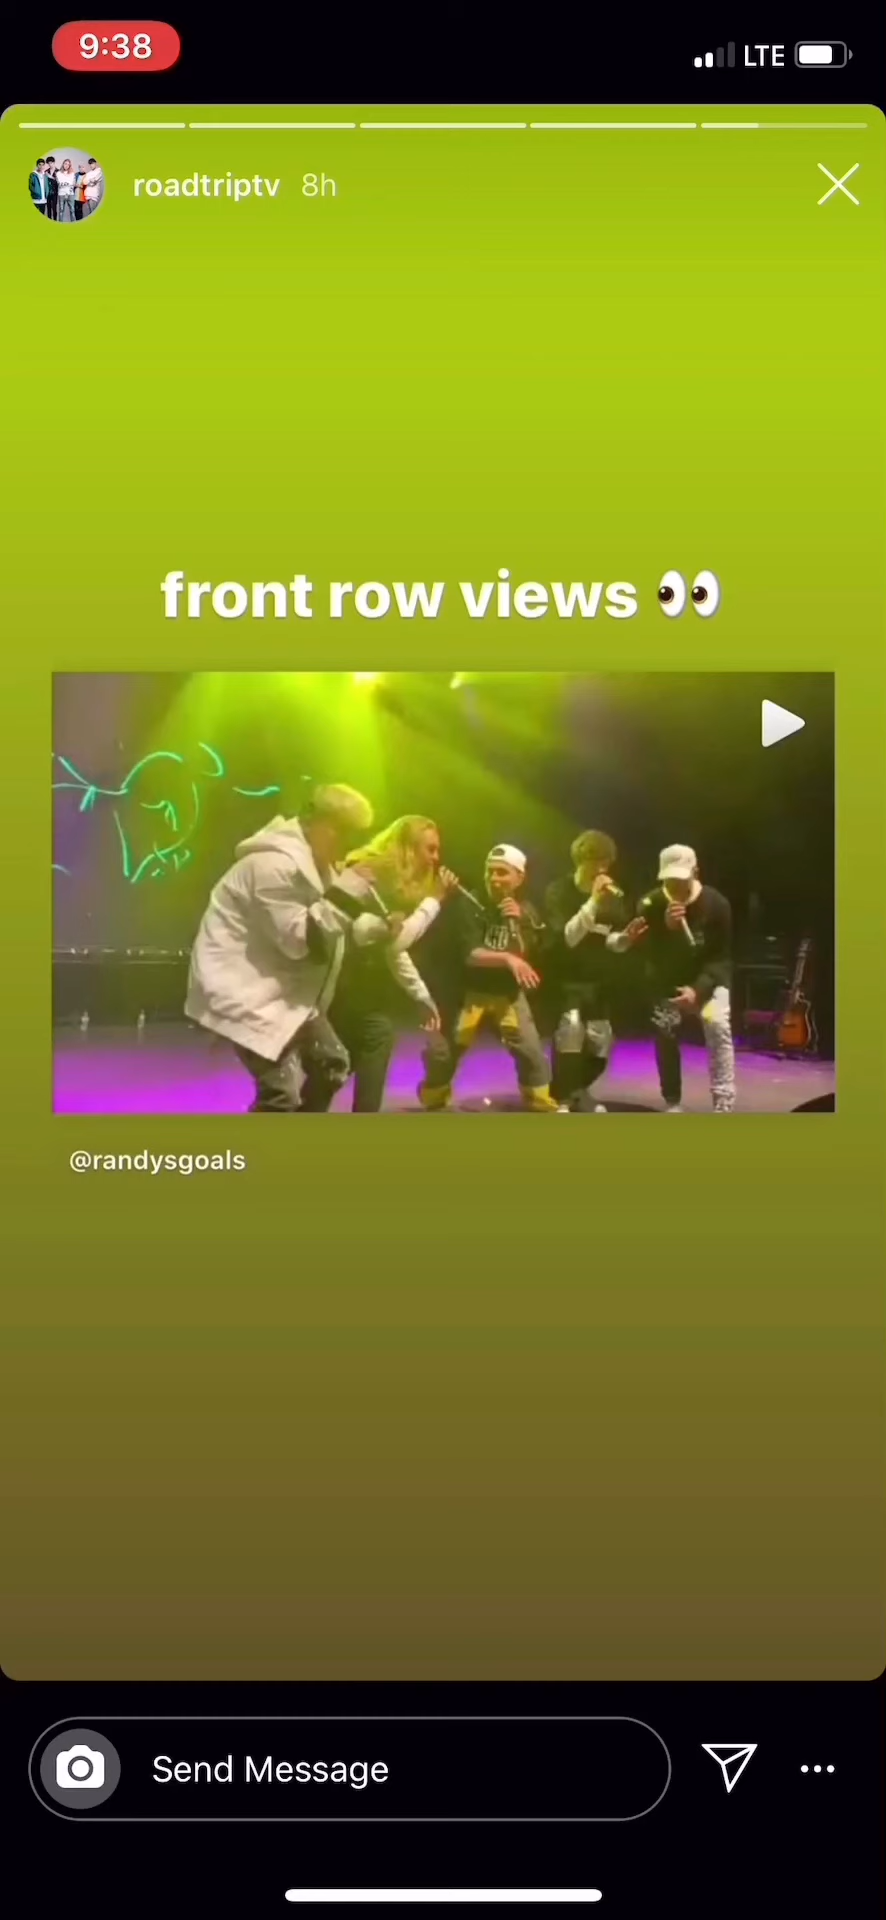 9:38
LTE
roadtriptv 8h
front row views 👀
@randysgoals
Send Message